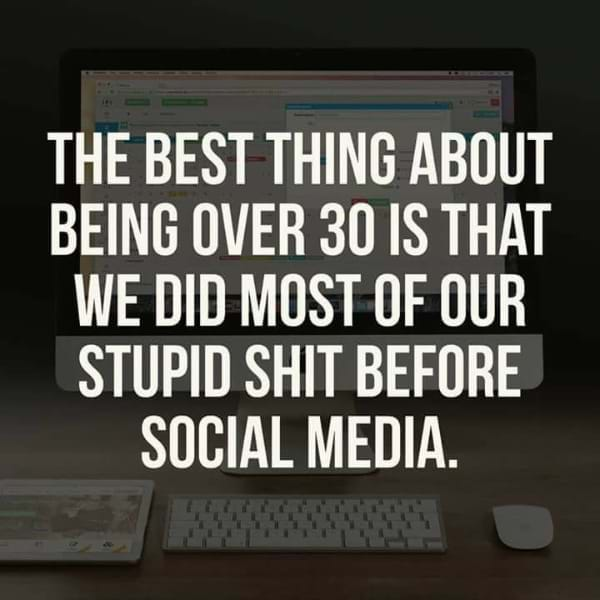 THE BEST THING ABOUT
BEING OVER 30 IS THAT
WE DID MOST OF OUR
STUPID SHIT BEFORE
SOCIAL MEDIA.